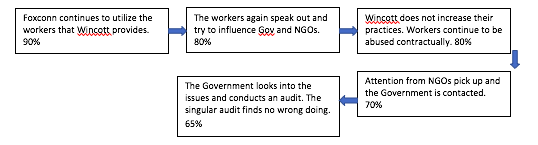 Foxconn continues to utilize the
workers that Wincott provides.
90%
The workers again speak out and
try to influence Gov and NGOs.
80%
Wincott does not increase their
practices. Workers continue to be
abused contractually. 80%
Attention from NGOs pick up and
the Government is contacted.
70%
The Government looks into the
issues and conducts an audit. The
singular audit finds no wrong doing.
65%